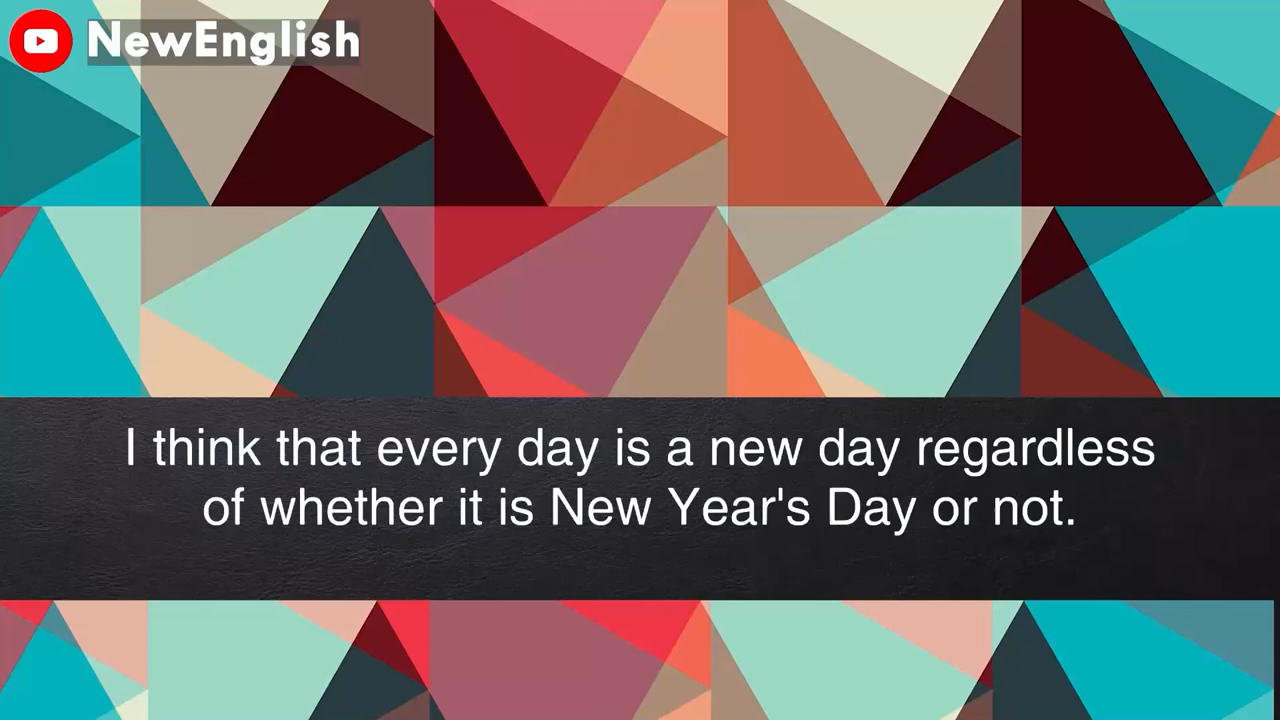 NewEnglish
I think that every day is a new day regardless
of whether it is New Year's Day or not.